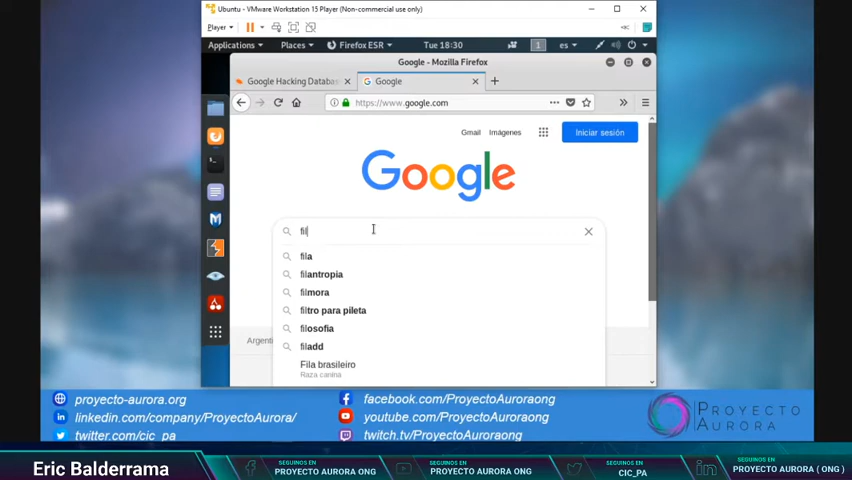 Ubuntu - VMware Workstation 15 Player (Non-commercial use only)
Player
Applications Places Firefox ESR Tue 18:30 1 es
Google - Mozilla Firefox
Google Hacking Databas Google
https://www.google.com
Gmail Imágenes Iniciar sesión
Google
fil
fila
filantropia
filmora
filtro para pileta
filosofia
filadd
Fila brasileiro
Raza canina
Argenti
proyecto-aurora.org
facebook.com/ProyectoAuroraong
linkedin.com/company/ProyectoAurora/
youtube.com/ProyectoAuroraong
twitter.com/cic_pa
twitch.tv/ProyectoAuroraong
PROYECTO
AURORA
Eric Balderrama
SEGUINOS EN
PROYECTO AURORA ONG
SEGUINOS EN
PROYECTO AURORA ONG
SEGUINOS EN
CIC_PA
SEGUINOS EN
PROYECTO AURORA ( ONG )